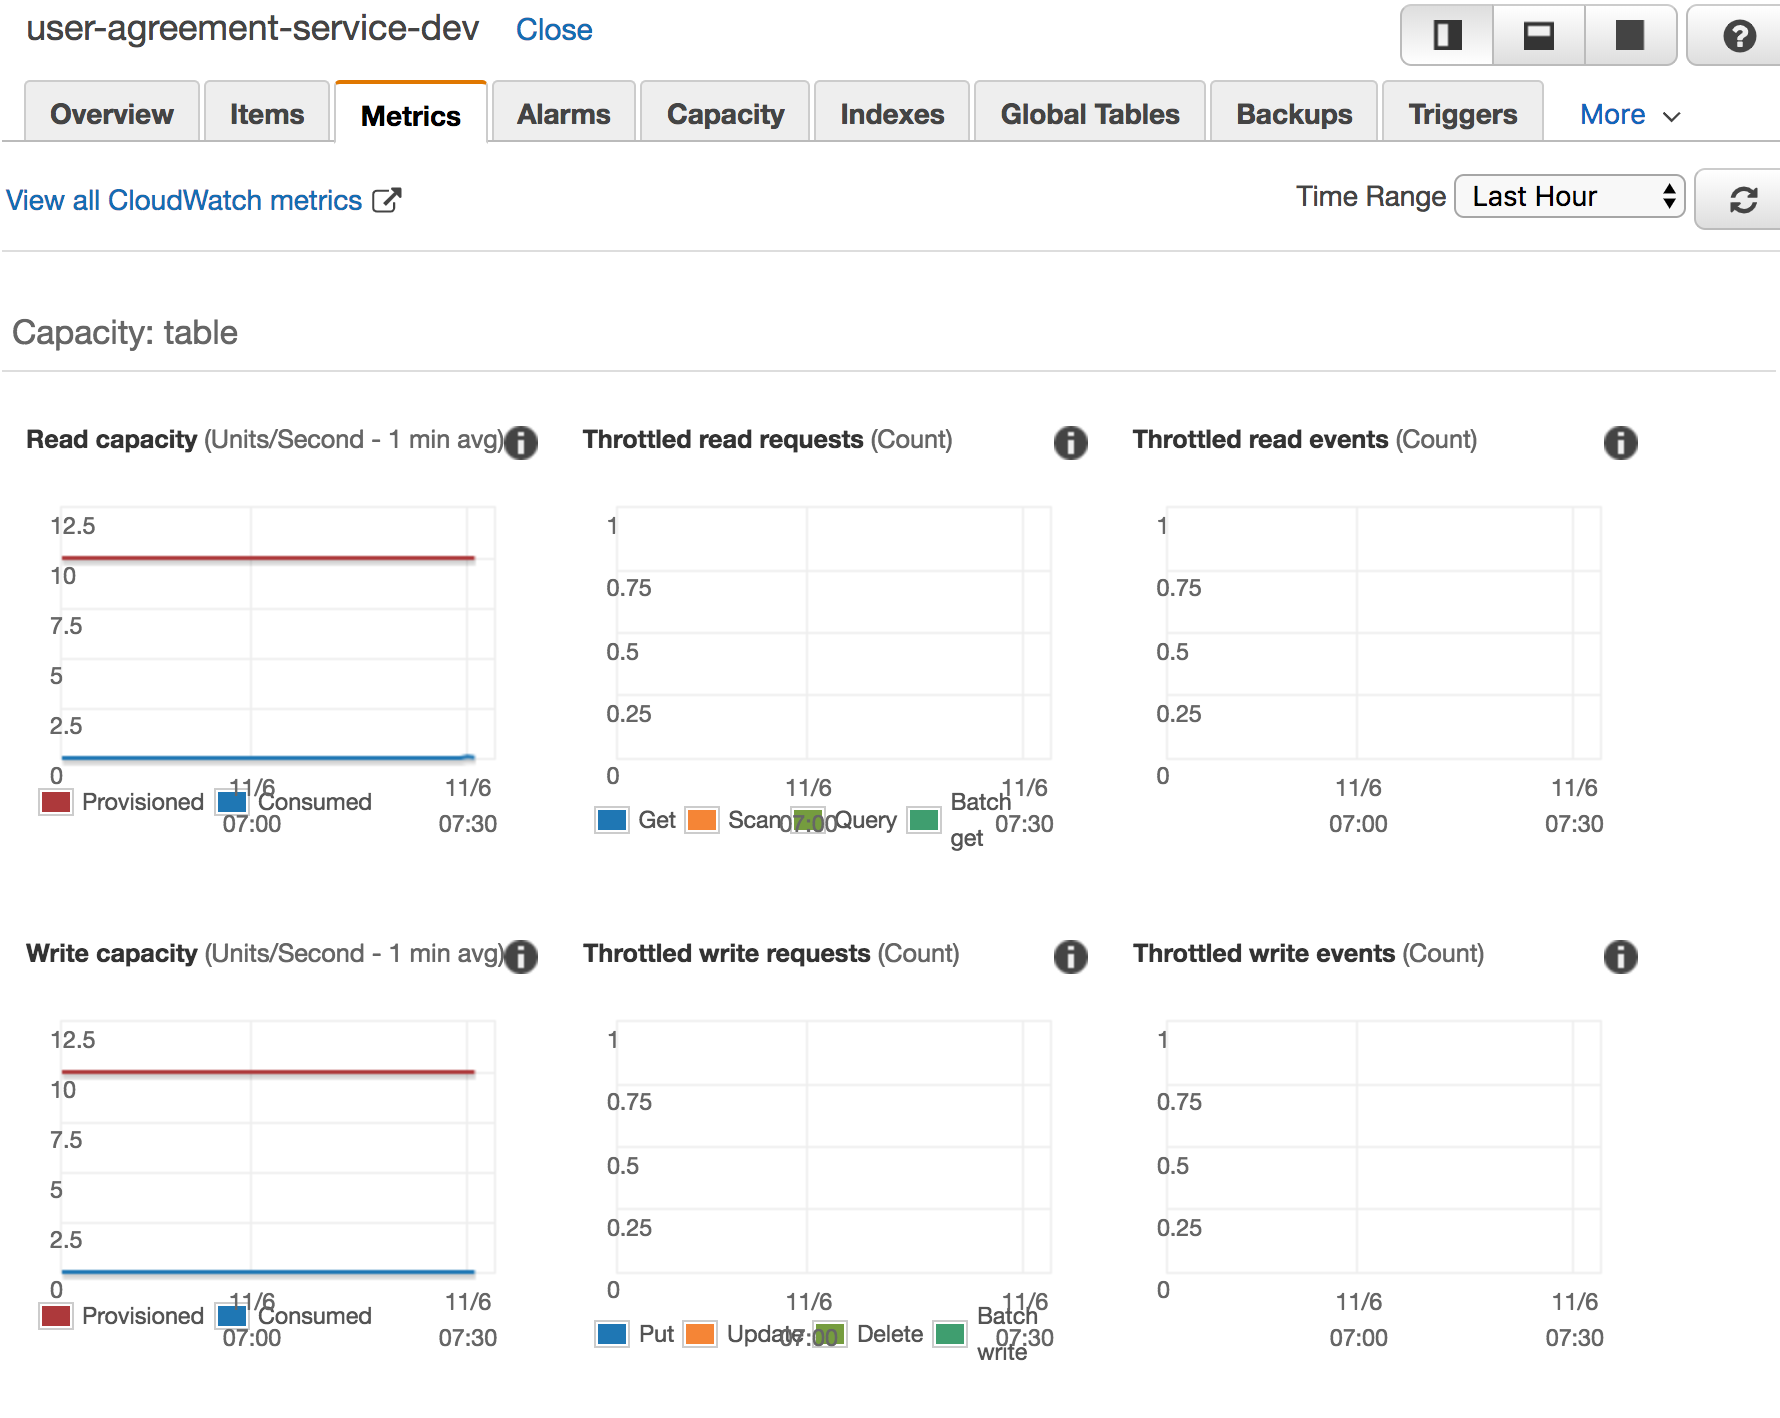 user-agreement-service-dev Close
Overview Items Metrics Alarms Capacity Indexes Global Tables Backups Triggers More
View all CloudWatch metrics
Time Range Last Hour
Capacity: table
Read capacity (Units/Second - 1 min avg)
12.5
10
7.5
5
2.5
0
11/6 11/6
07:00 07:30
Provisioned Consumed
Throttled read requests (Count)
1
0.75
0.5
0.25
0
11/6 11/6
07:00 07:30
Get Scan Query Batch
get
Throttled read events (Count)
1
0.75
0.5
0.25
0
11/6 11/6
07:00 07:30
Write capacity (Units/Second - 1 min avg)
12.5
10
7.5
5
2.5
0
11/6 11/6
07:00 07:30
Provisioned Consumed
Throttled write requests (Count)
1
0.75
0.5
0.25
0
11/6 11/6
07:00 07:30
Put Update Delete Batch
write
Throttled write events (Count)
1
0.75
0.5
0.25
0
11/6 11/6
07:00 07:30